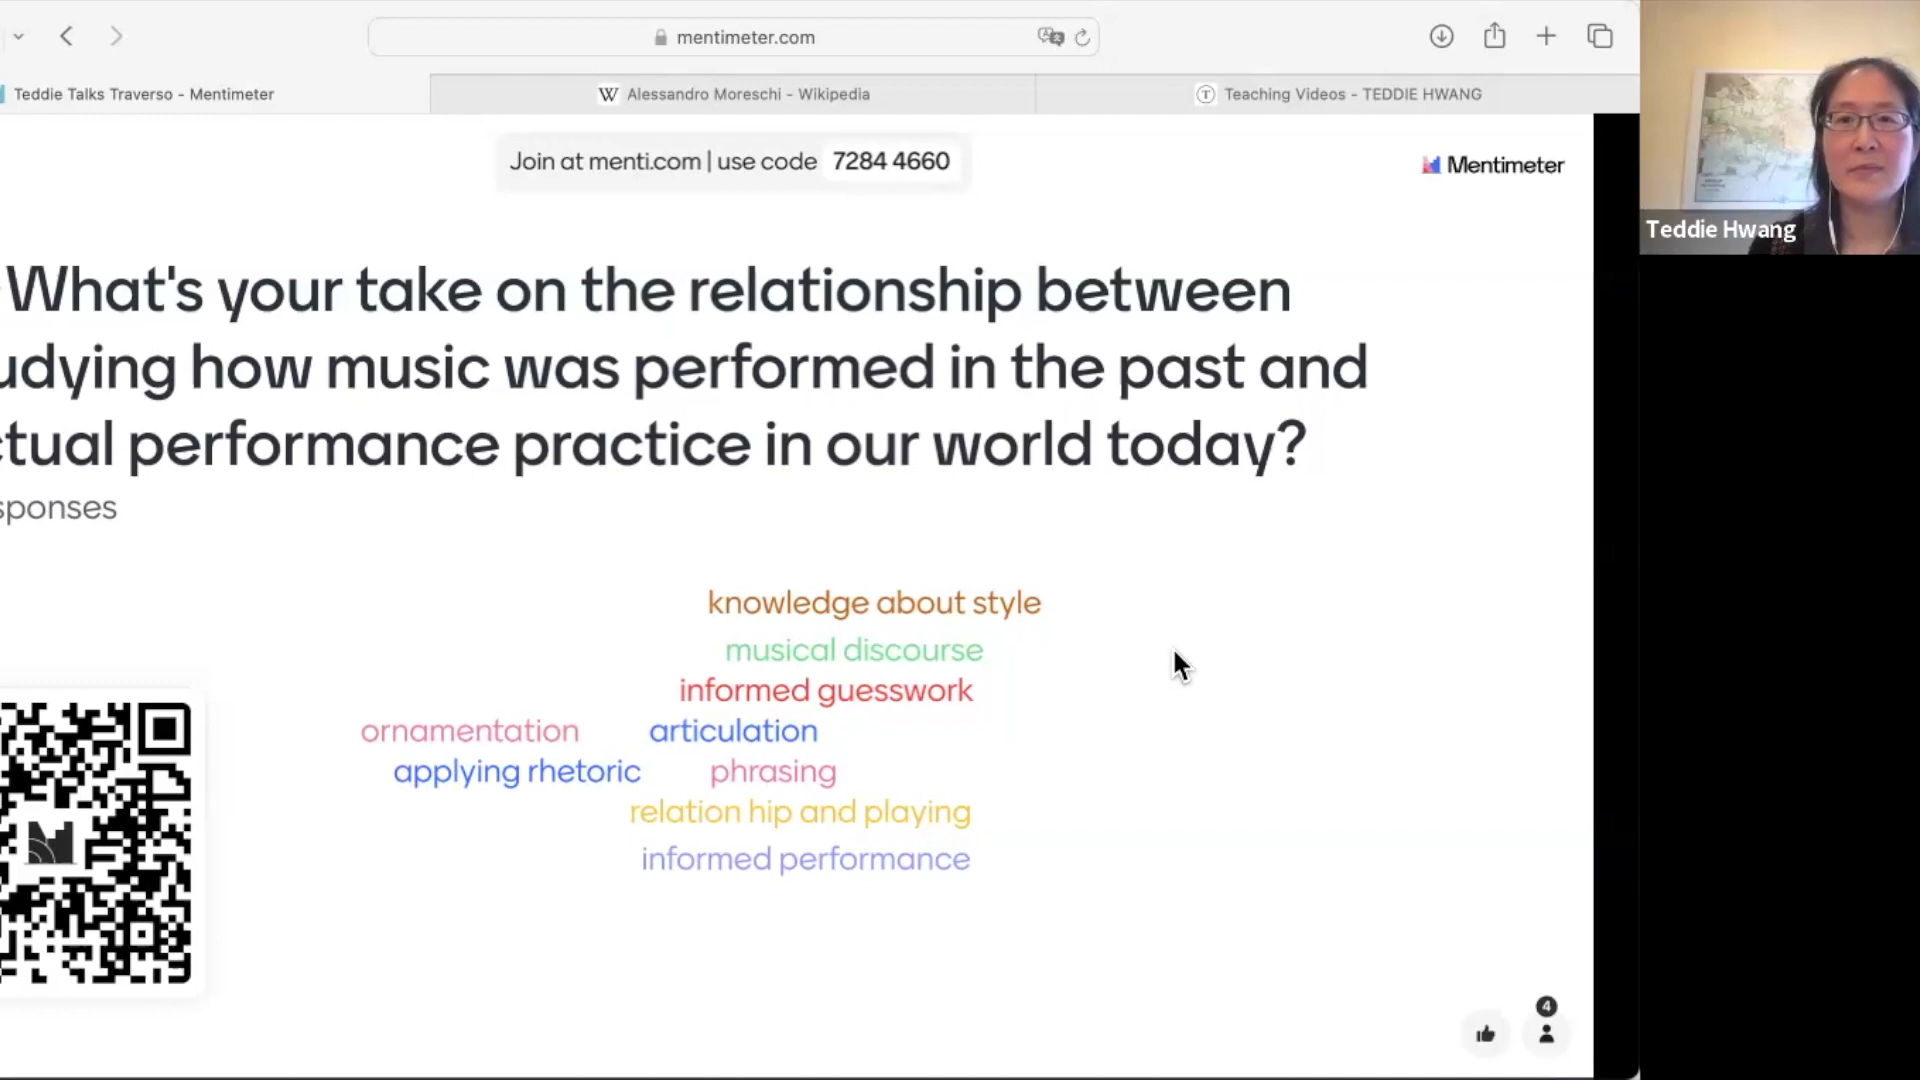 mentimeter.com
Teddie Talks Traverso - Mentimeter
Alessandro Moreschi - Wikipedia
Teaching Videos - TEDDIE HWANG
Join at menti.com | use code 7284 4660
Mentimeter
Teddie Hwang
What's your take on the relationship between
udying how music was performed in the past and
ctual performance practice in our world today?
sponses
knowledge about style
musical discourse
informed guesswork
ornamentation articulation
applying rhetoric phrasing
relation hip and playing
informed performance
4